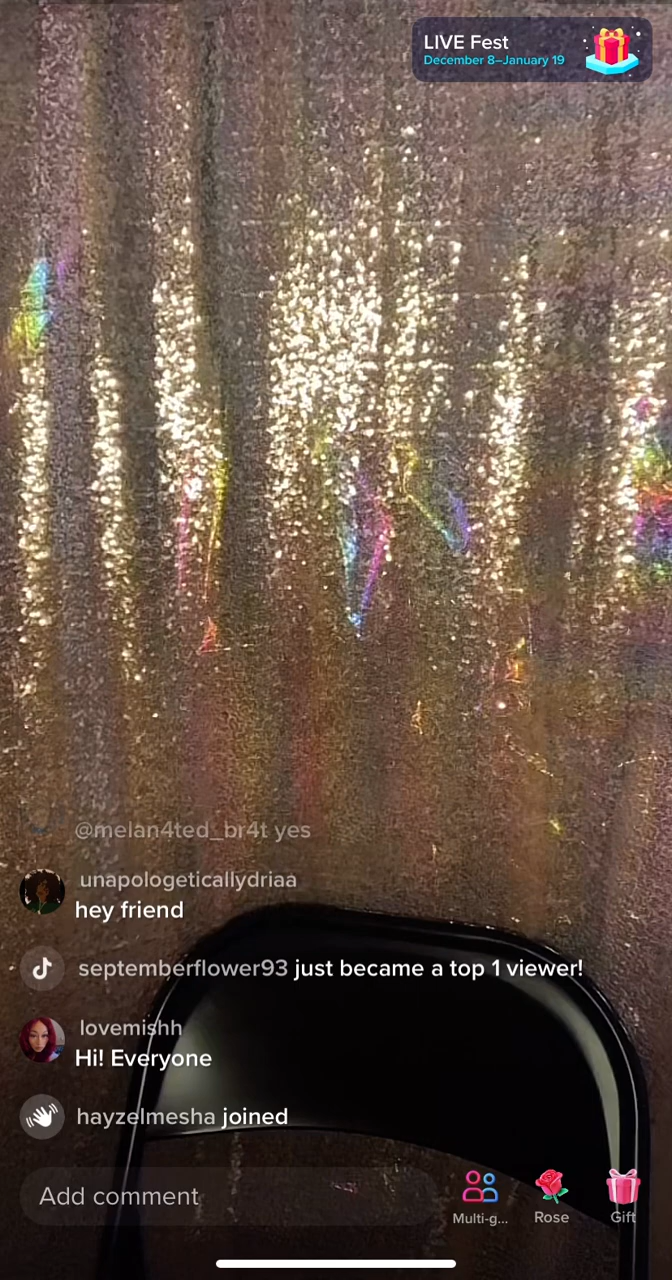 LIVE Fest
December 8–January 19
@melan4ted_br4t yes
unapologeticallydriaa
hey friend
septemberflower93 just became a top 1 viewer!
lovemishh
Hi! Everyone
hayzelmesha joined
Add comment
Multi-g...
Rose
Gift